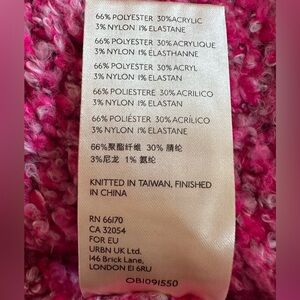 66% POLYESTER 30% ACRYLIC
3% NYLON 1% ELASTANE
66% POLYESTER 30% ACRYLIQUE
3% NYLON 1% ELASTHANNE
66% POLYESTER 30% ACRYL
3% NYLON 1% ELASTAN
66% POLIESTERE 30% ACRILICO
3% NYLON 1% ELASTANE
66% POLIÉSTER 30% ACRÍLICO
3% NYLON 1% ELASTANE
66%聚酯纤维 30% 腈纶
3%尼龙 1% 氨纶
KNITTED IN TAIWAN, FINISHED
IN CHINA
RN 66170
CA 32054
FOR EU
URBN UK Ltd.
146 Brick Lane,
LONDON E1 6RU
OB1091550